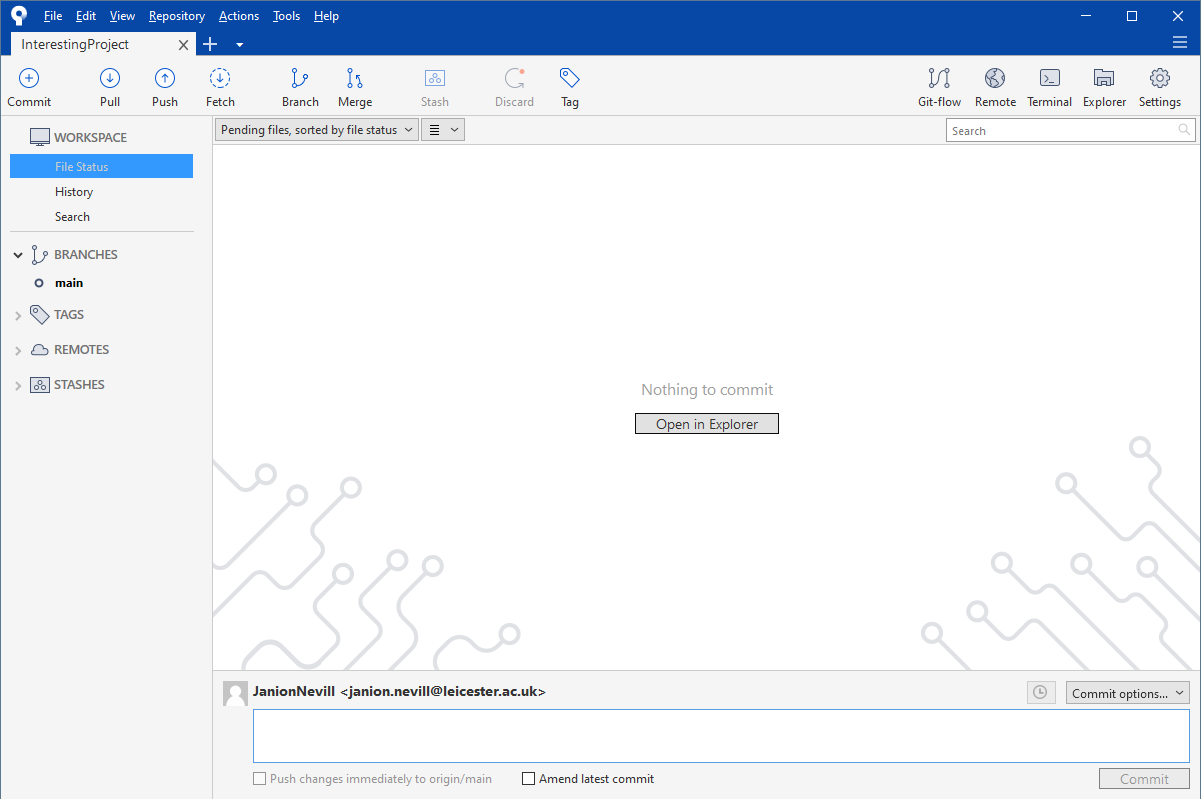 File Edit View Repository Actions Tools Help
InterestingProject
Commit Pull Push Fetch Branch Merge Stash Discard Tag Git-flow Remote Terminal Explorer Settings
WORKSPACE
Pending files, sorted by file status
Search
File Status
History
Search
BRANCHES
main
TAGS
REMOTES
STASHES
Nothing to commit
Open in Explorer
JanionNevill <janion.nevill@leicester.ac.uk>
Commit options...
Push changes immediately to origin/main
Amend latest commit
Commit